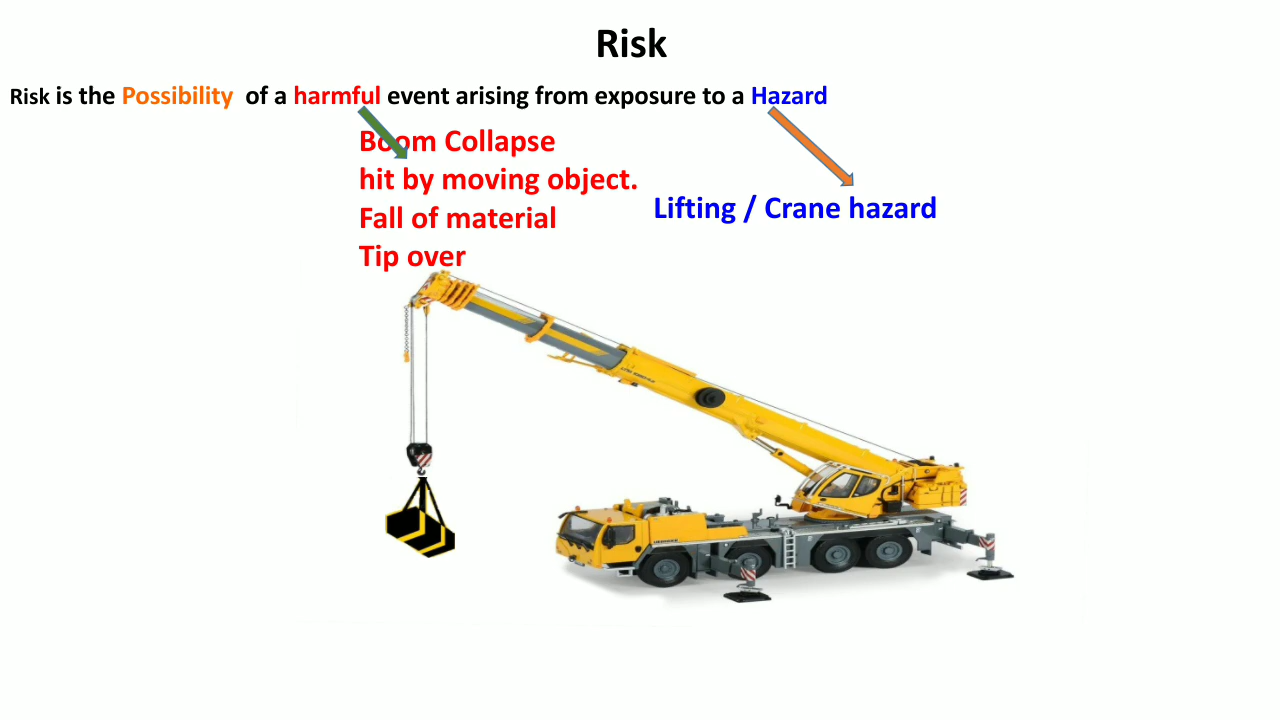 Risk
Risk is the Possibility of a harmful event arising from exposure to a Hazard
Boom Collapse
hit by moving object.
Fall of material
Tip over
Lifting / Crane hazard